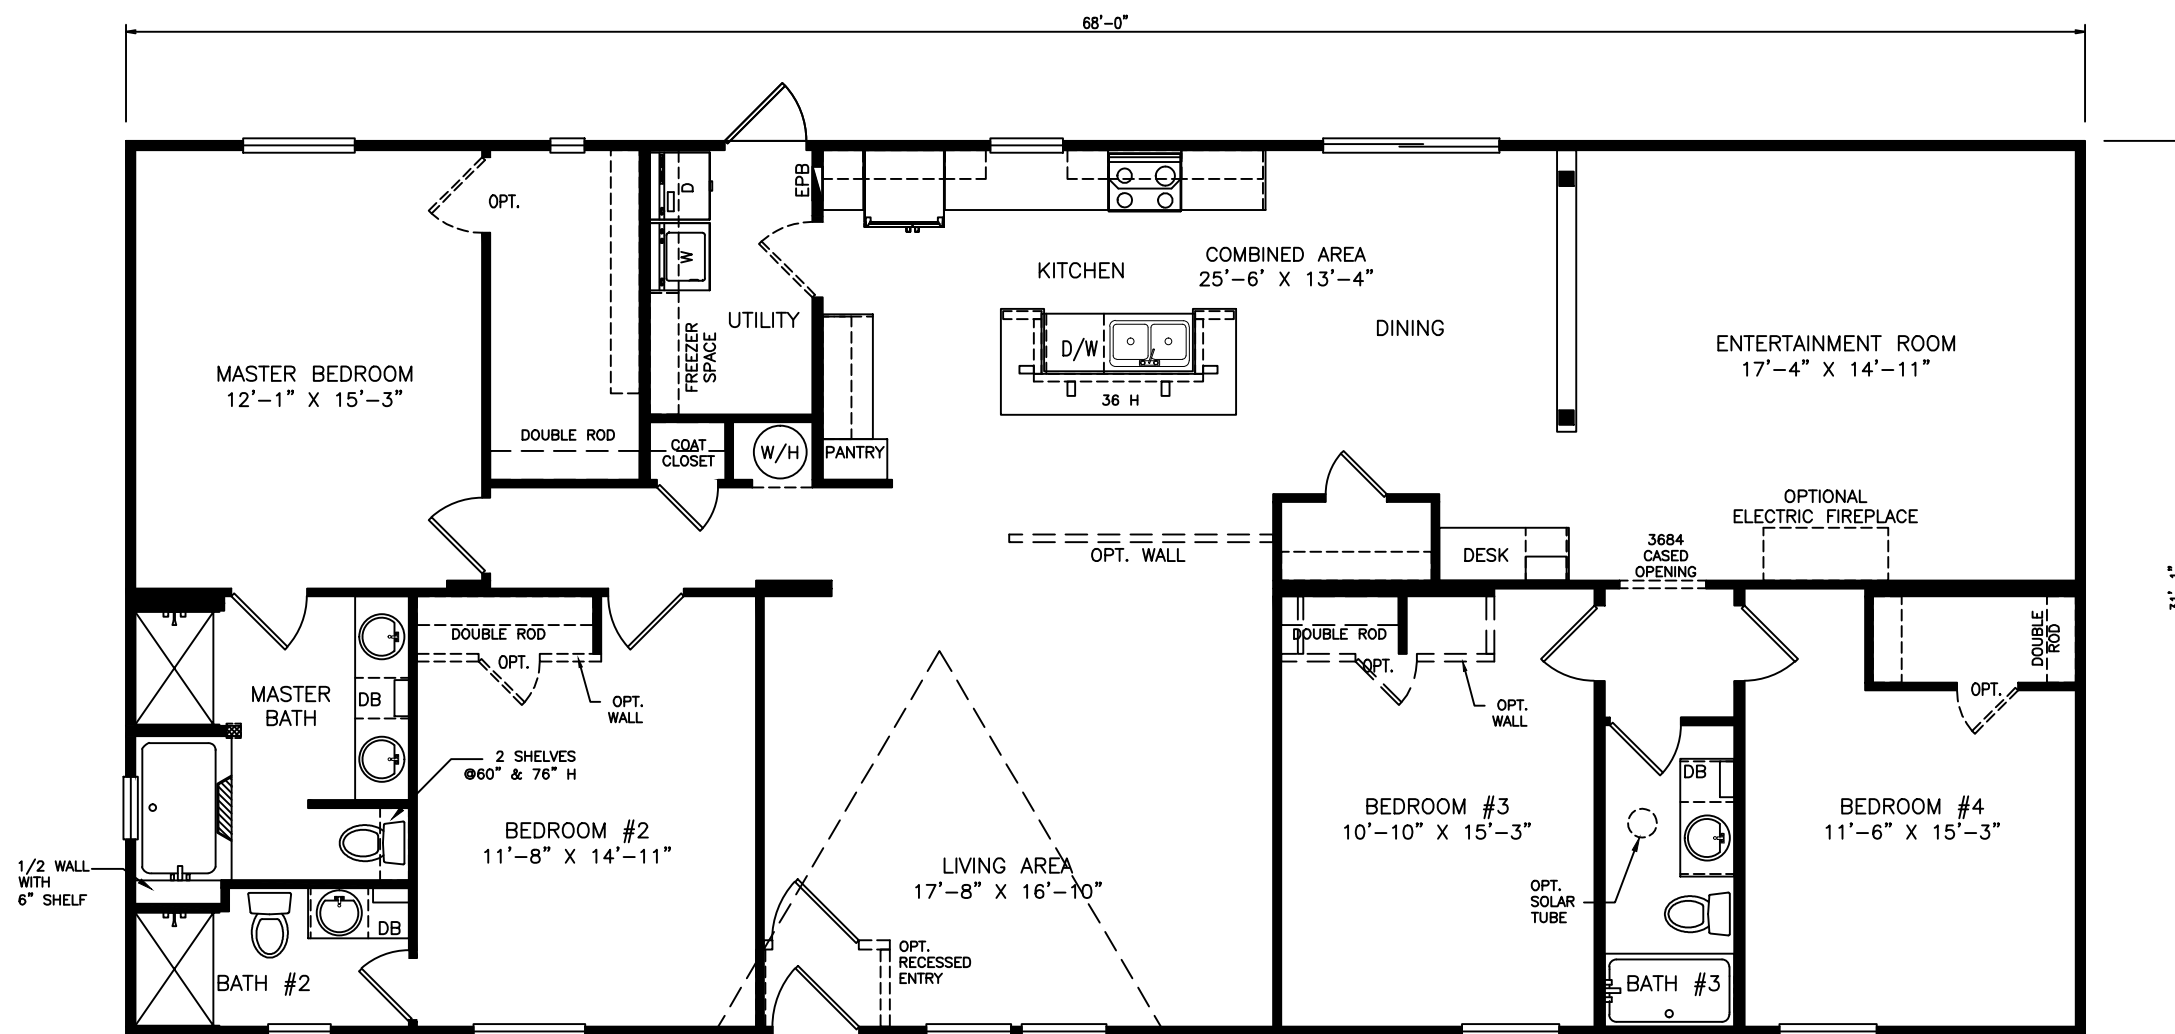 68'-0"
OPT.
D
EPB
W
KITCHEN
COMBINED AREA
25'-6' X 13'-4"
UTILITY
FREEZER
SPACE
DINING
D/W
36 H
ENTERTAINMENT ROOM
17'-4" X 14'-11"
MASTER BEDROOM
12'-1" X 15'-3"
DOUBLE ROD
COAT
CLOSET
W/H
PANTRY
OPTIONAL
ELECTRIC FIREPLACE
OPT. WALL
DESK
3684
CASED
OPENING
DOUBLE ROD
OPT.
OPT.
WALL
DOUBLE ROD
OPT.
OPT.
WALL
DOUBLE
ROD
OPT.
MASTER
BATH
DB
2 SHELVES
@60" & 76" H
DB
BEDROOM #2
11'-8" X 14'-11"
BEDROOM #3
10'-10" X 15'-3"
BEDROOM #4
11'-6" X 15'-3"
1/2 WALL
WITH
6" SHELF
LIVING AREA
17'-8" X 16'-10"
OPT.
SOLAR
TUBE
DB
OPT.
RECESSED
ENTRY
BATH #2
BATH #3